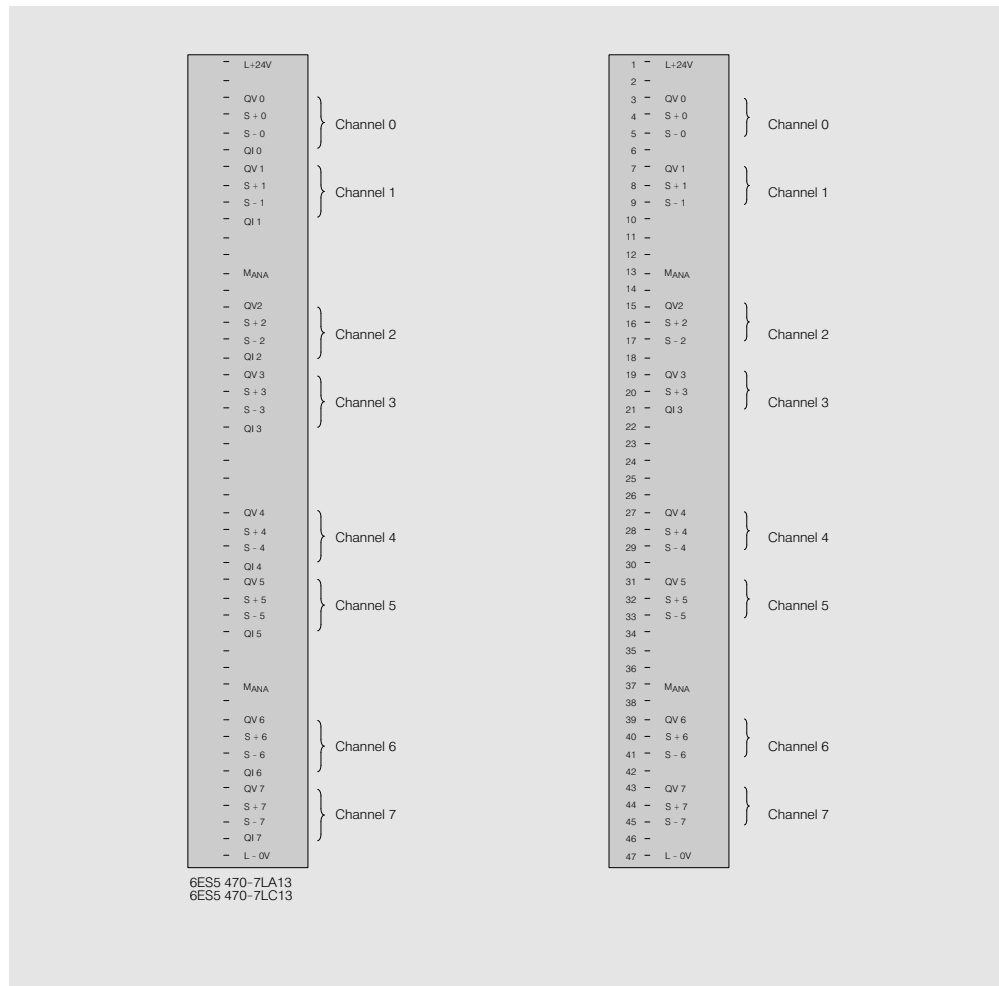 L+24V
QV 0
S + 0
S - 0
QI 0
Channel 0
QV 1
S + 1
S - 1
QI 1
Channel 1
MANA
QV2
S + 2
S - 2
QI 2
Channel 2
QV 3
S + 3
S - 3
QI 3
Channel 3
QV 4
S + 4
S - 4
QI 4
Channel 4
QV 5
S + 5
S - 5
QI 5
Channel 5
MANA
QV 6
S + 6
S - 6
QI 6
Channel 6
QV 7
S + 7
S - 7
QI 7
Channel 7
L - 0V
6ES5 470-7LA13
6ES5 470-7LC13
1 L+24V
2
3 QV 0
4 S + 0
5 S - 0
Channel 0
6
7 QV 1
8 S + 1
9 S - 1
Channel 1
10
11
12
13 MANA
14
15 QV2
16 S + 2
17 S - 2
Channel 2
18
19 QV 3
20 S + 3
21 QI 3
Channel 3
22
23
24
25
26
27 QV 4
28 S + 4
29 S - 4
Channel 4
30
31 QV 5
32 S + 5
33 S - 5
Channel 5
34
35
36
37 MANA
38
39 QV 6
40 S + 6
41 S - 6
Channel 6
42
43 QV 7
44 S + 7
45 S - 7
Channel 7
46
47 L - 0V